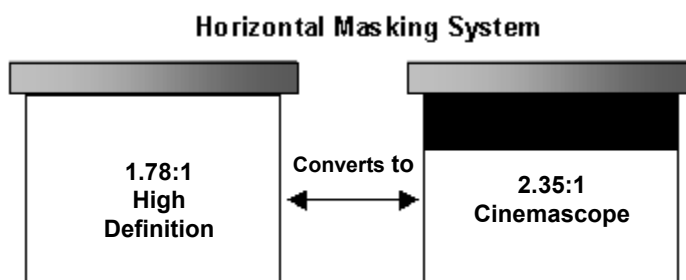 Horizontal Masking System
1.78:1
High
Definition
Converts to
2.35:1
Cinemascope